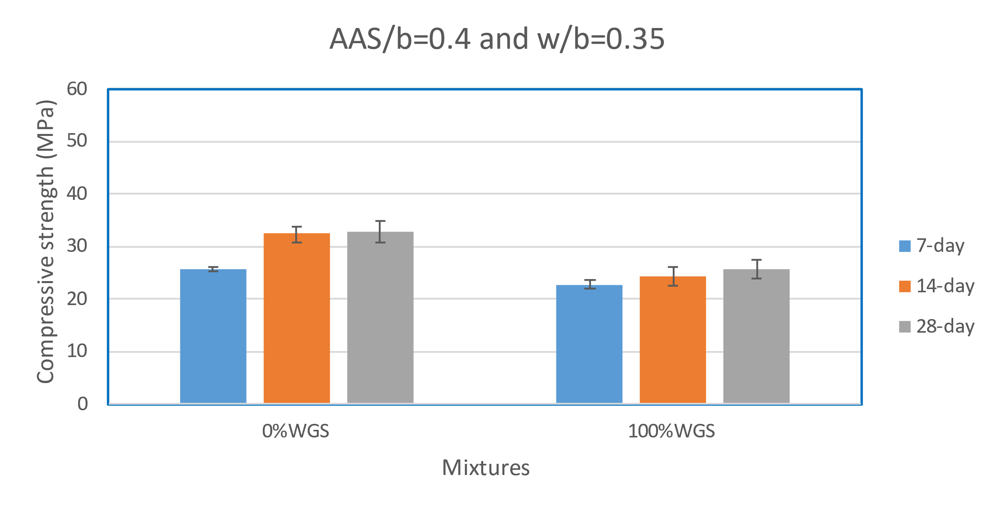 AAS/b=0.4 and w/b=0.35
Compressive strength (MPa)
60
50
40
30
20
10
0
0%WGS
100%WGS
Mixtures
7-day
14-day
28-day